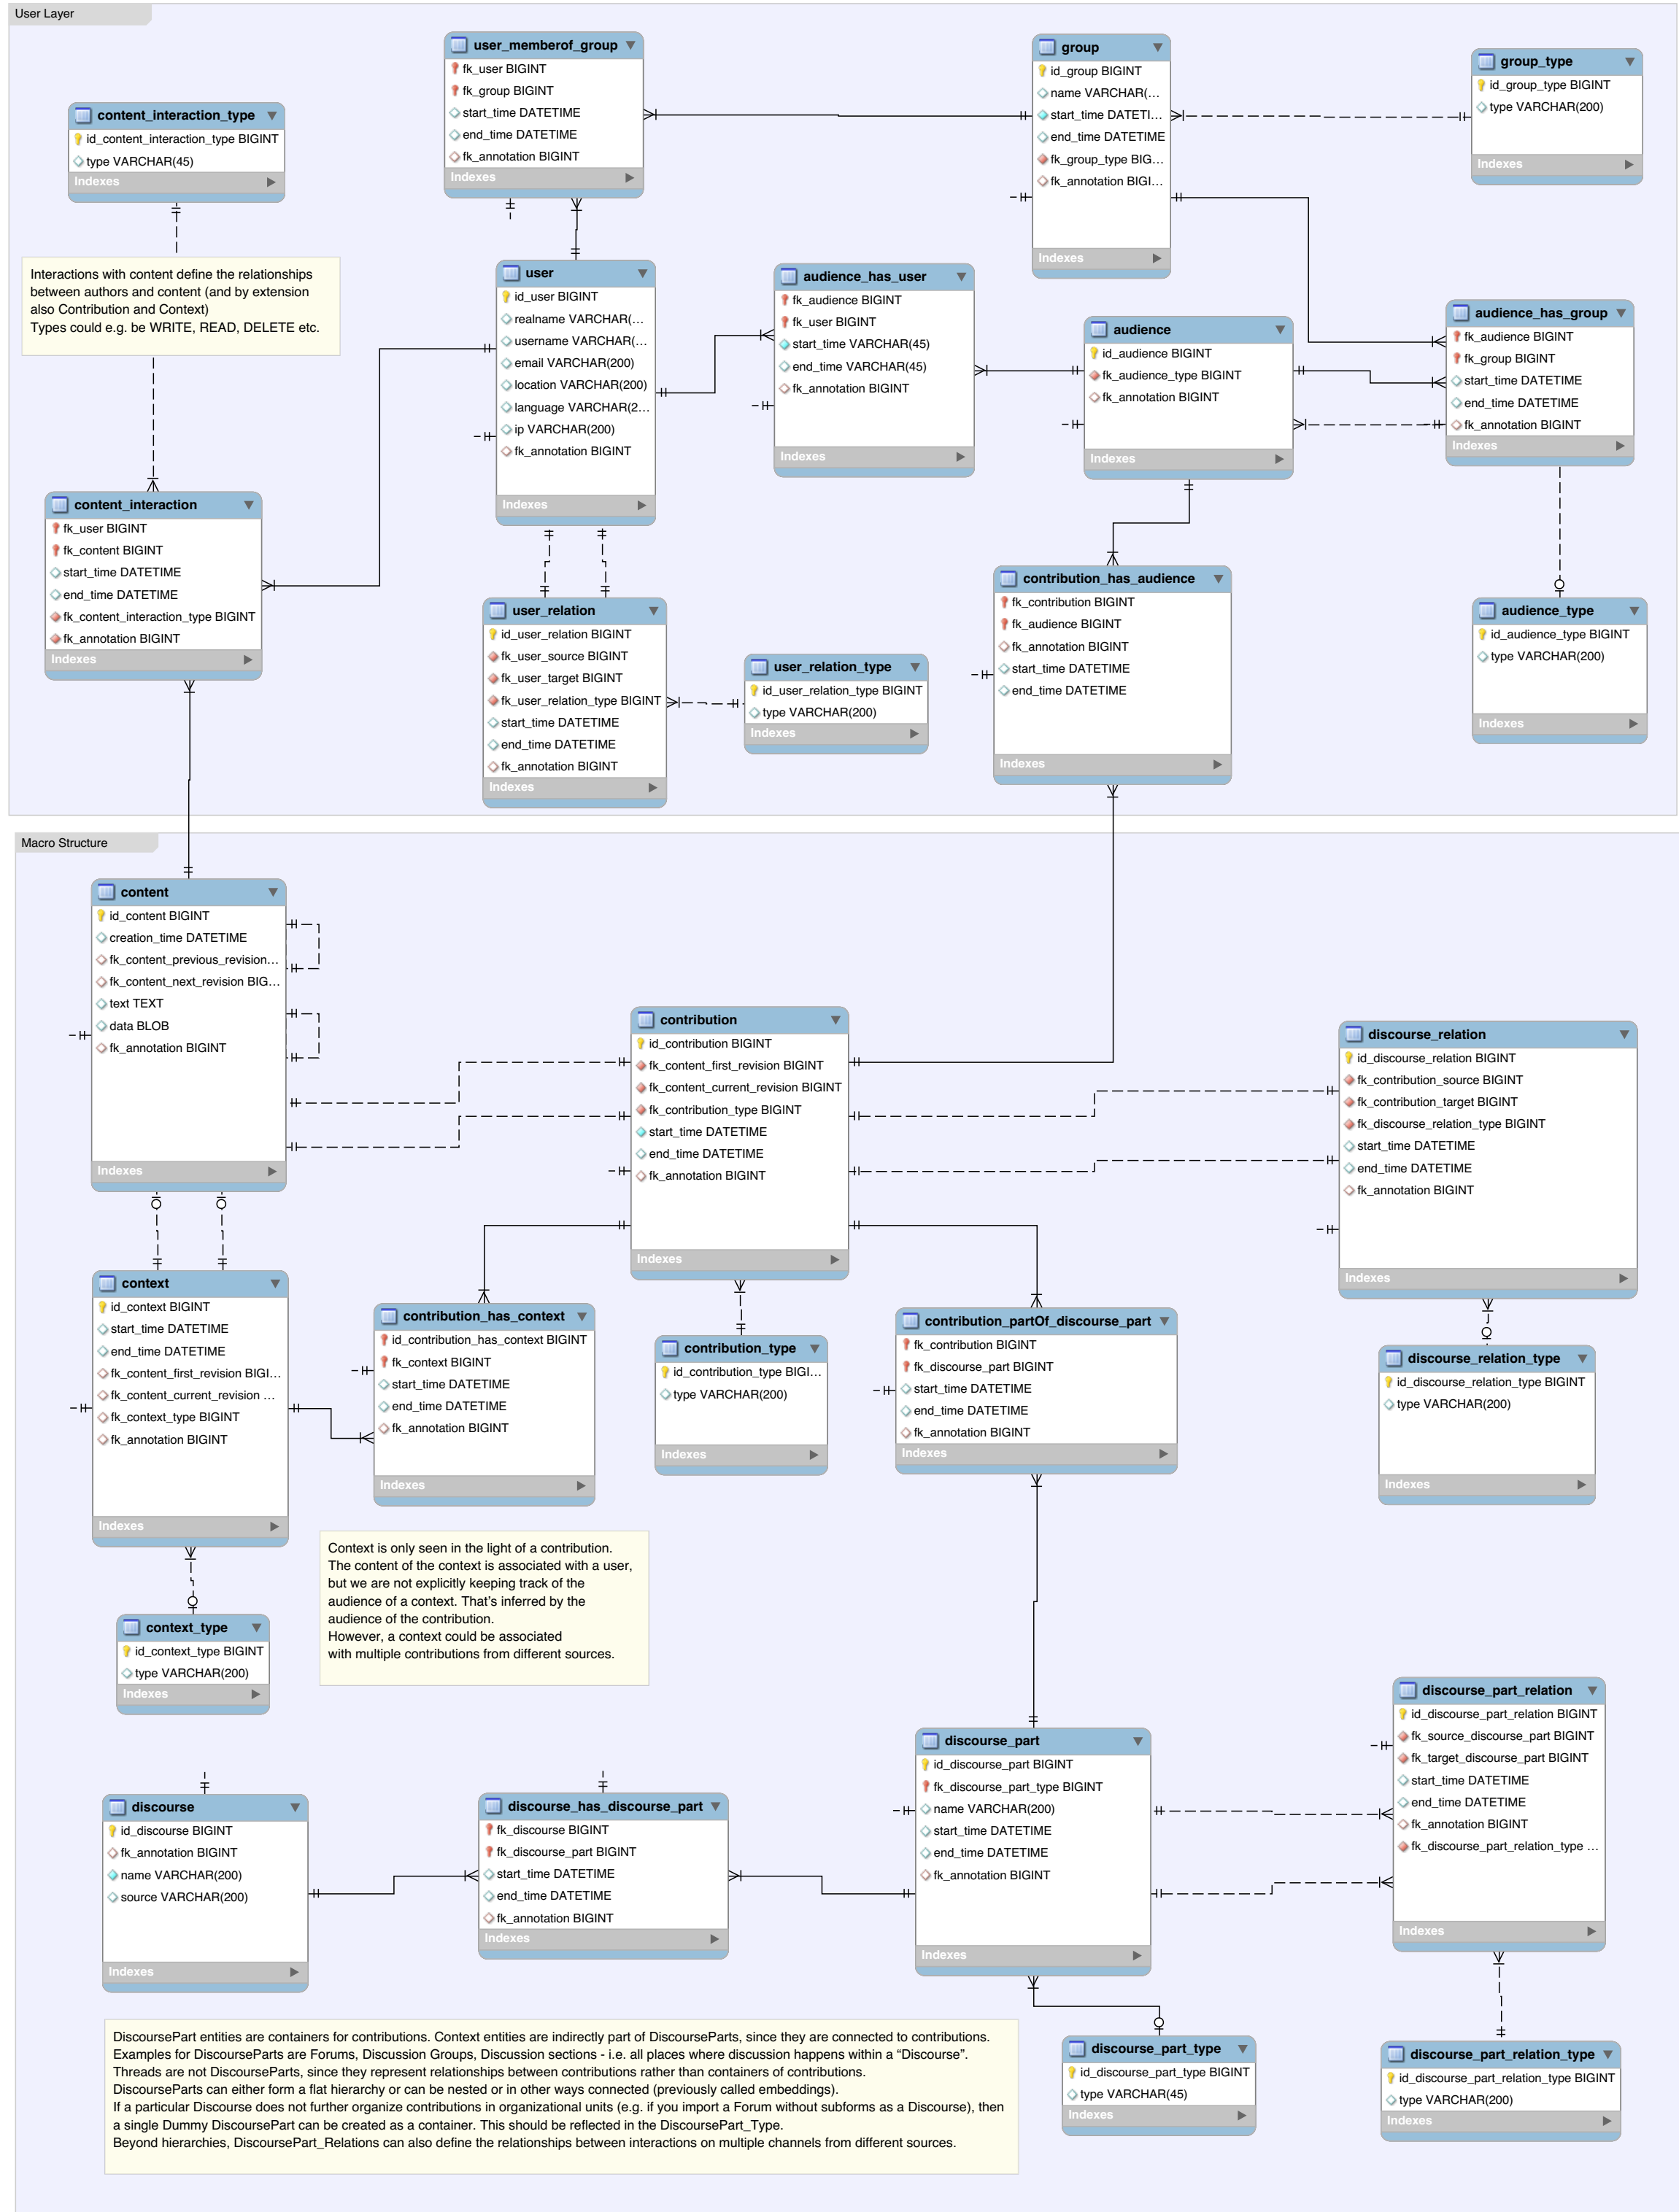 User Layer
user_memberof_group
fk_user BIGINT
fk_group BIGINT
start_time DATETIME
end_time DATETIME
fk_annotation BIGINT
Indexes
group
id_group BIGINT
name VARCHAR(...
start_time DATETI...
end_time DATETIME
fk_group_type BIG...
fk_annotation BIGI...
Indexes
group_type
id_group_type BIGINT
type VARCHAR(200)
Indexes
content_interaction_type
id_content_interaction_type BIGINT
type VARCHAR(45)
Indexes
Interactions with content define the relationships
between authors and content (and by extension
also Contribution and Context)
Types could e.g. be WRITE, READ, DELETE etc.
user
id_user BIGINT
realname VARCHAR(...
username VARCHAR(...
email VARCHAR(200)
location VARCHAR(200)
language VARCHAR(2...
ip VARCHAR(200)
fk_annotation BIGINT
Indexes
audience_has_user
fk_audience BIGINT
fk_user BIGINT
start_time VARCHAR(45)
end_time VARCHAR(45)
fk_annotation BIGINT
Indexes
audience
id_audience BIGINT
fk_audience_type BIGINT
fk_annotation BIGINT
Indexes
audience_has_group
fk_audience BIGINT
fk_group BIGINT
start_time DATETIME
end_time DATETIME
fk_annotation BIGINT
Indexes
content_interaction
fk_user BIGINT
fk_content BIGINT
start_time DATETIME
end_time DATETIME
fk_content_interaction_type BIGINT
fk_annotation BIGINT
Indexes
user_relation
id_user_relation BIGINT
fk_user_source BIGINT
fk_user_target BIGINT
fk_user_relation_type BIGINT
start_time DATETIME
end_time DATETIME
fk_annotation BIGINT
Indexes
user_relation_type
id_user_relation_type BIGINT
type VARCHAR(200)
Indexes
contribution_has_audience
fk_contribution BIGINT
fk_audience BIGINT
fk_annotation BIGINT
start_time DATETIME
end_time DATETIME
Indexes
audience_type
id_audience_type BIGINT
type VARCHAR(200)
Indexes
Macro Structure
content
id_content BIGINT
creation_time DATETIME
fk_content_previous_revision...
fk_content_next_revision BIG...
text TEXT
data BLOB
fk_annotation BIGINT
Indexes
contribution
id_contribution BIGINT
fk_content_first_revision BIGINT
fk_content_current_revision BIGINT
fk_contribution_type BIGINT
start_time DATETIME
end_time DATETIME
fk_annotation BIGINT
Indexes
discourse_relation
id_discourse_relation BIGINT
fk_contribution_source BIGINT
fk_contribution_target BIGINT
fk_discourse_relation_type BIGINT
start_time DATETIME
end_time DATETIME
fk_annotation BIGINT
Indexes
context
id_context BIGINT
start_time DATETIME
end_time DATETIME
fk_content_first_revision BIGI...
fk_content_current_revision ...
fk_context_type BIGINT
fk_annotation BIGINT
Indexes
contribution_has_context
id_contribution_has_context BIGINT
fk_context BIGINT
start_time DATETIME
end_time DATETIME
fk_annotation BIGINT
Indexes
contribution_type
id_contribution_type BIGI...
type VARCHAR(200)
Indexes
contribution_partOf_discourse_part
fk_contribution BIGINT
fk_discourse_part BIGINT
start_time DATETIME
end_time DATETIME
fk_annotation BIGINT
Indexes
discourse_relation_type
id_discourse_relation_type BIGINT
type VARCHAR(200)
Indexes
Context is only seen in the light of a contribution.
The content of the context is associated with a user,
but we are not explicitly keeping track of the
audience of a context. That's inferred by the
audience of the contribution.
However, a context could be associated
with multiple contributions from different sources.
context_type
id_context_type BIGINT
type VARCHAR(200)
Indexes
discourse
id_discourse BIGINT
fk_annotation BIGINT
name VARCHAR(200)
source VARCHAR(200)
Indexes
discourse_has_discourse_part
fk_discourse BIGINT
fk_discourse_part BIGINT
start_time DATETIME
end_time DATETIME
fk_annotation BIGINT
Indexes
discourse_part
id_discourse_part BIGINT
fk_discourse_part_type BIGINT
name VARCHAR(200)
start_time DATETIME
end_time DATETIME
fk_annotation BIGINT
Indexes
discourse_part_relation
id_discourse_part_relation BIGINT
fk_source_discourse_part BIGINT
fk_target_discourse_part BIGINT
start_time DATETIME
end_time DATETIME
fk_annotation BIGINT
fk_discourse_part_relation_type ...
Indexes
DiscoursePart entities are containers for contributions. Context entities are indirectly part of DiscourseParts, since they are connected to contributions.
Examples for DiscourseParts are Forums, Discussion Groups, Discussion sections - i.e. all places where discussion happens within a “Discourse”.
Threads are not DiscourseParts, since they represent relationships between contributions rather than containers of contributions.
DiscourseParts can either form a flat hierarchy or can be nested or in other ways connected (previously called embeddings).
If a particular Discourse does not further organize contributions in organizational units (e.g. if you import a Forum without subforms as a Discourse), then
a single Dummy DiscoursePart can be created as a container. This should be reflected in the DiscoursePart_Type.
Beyond hierarchies, DiscoursePart_Relations can also define the relationships between interactions on multiple channels from different sources.
discourse_part_type
id_discourse_part_type BIGINT
type VARCHAR(45)
Indexes
discourse_part_relation_type
id_discourse_part_relation_type BIGINT
type VARCHAR(200)
Indexes